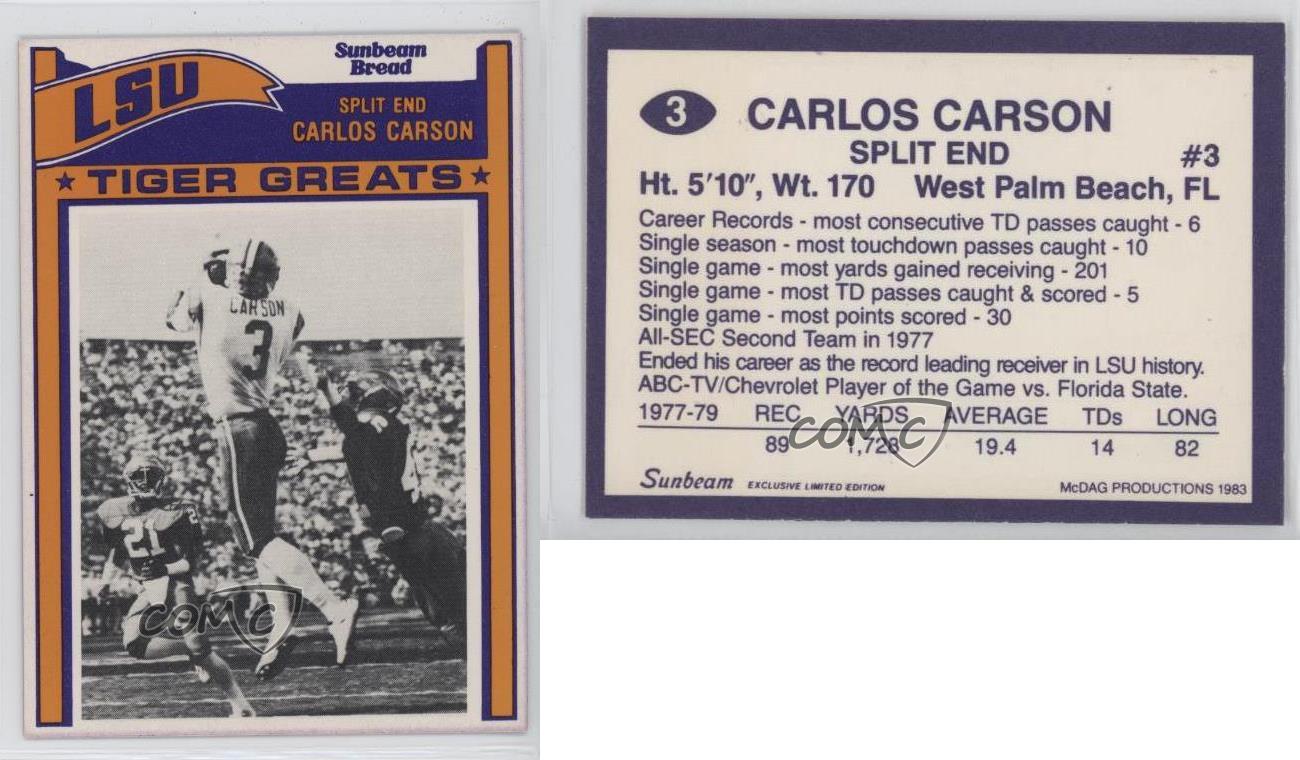 Sunbeam
Bread
LSU
SPLIT END
CARLOS CARSON
★ TIGER GREATS ★
CARSON
3
21
COMC
3
CARLOS CARSON
SPLIT END
#3
Ht. 5'10", Wt. 170 West Palm Beach, FL
Career Records - most consecutive TD passes caught - 6
Single season - most touchdown passes caught - 10
Single game - most yards gained receiving - 201
Single game - most TD passes caught & scored - 5
Single game - most points scored - 30
All-SEC Second Team in 1977
Ended his career as the record leading receiver in LSU history.
ABC-TV/Chevrolet Player of the Game vs. Florida State.
1977-79 REC YARDS AVERAGE TDs LONG
89 1,728 19.4 14 82
COMC
Sunbeam EXCLUSIVE LIMITED EDITION McDAG PRODUCTIONS 1983